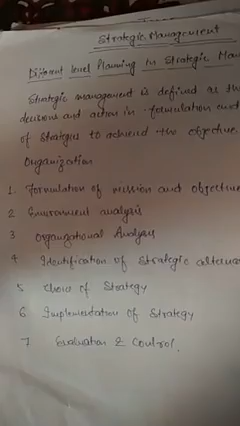 Strategic Management
Different level Planning in Strategic Man
Strategic management is defined as the
decisions and action in formulation and
of strategies to achieved the objective.
Organization
1. Formulation of mission and objective
2 Environment analysis
3 Organizational Analysis
4 Identification of Strategic alterna
5 Choice of Strategy
6 Implementation of Strategy
7 Evaluation & Control.